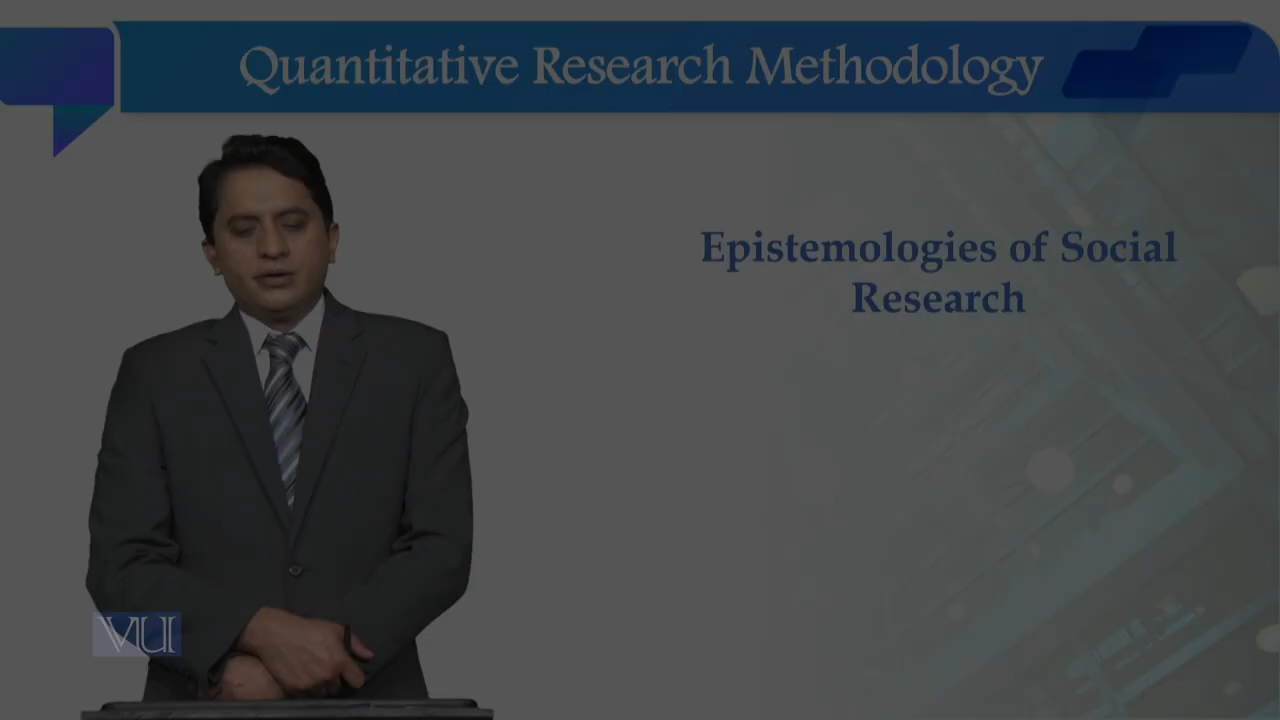 Quantitative Research Methodology
Epistemologies of Social
Research
VU